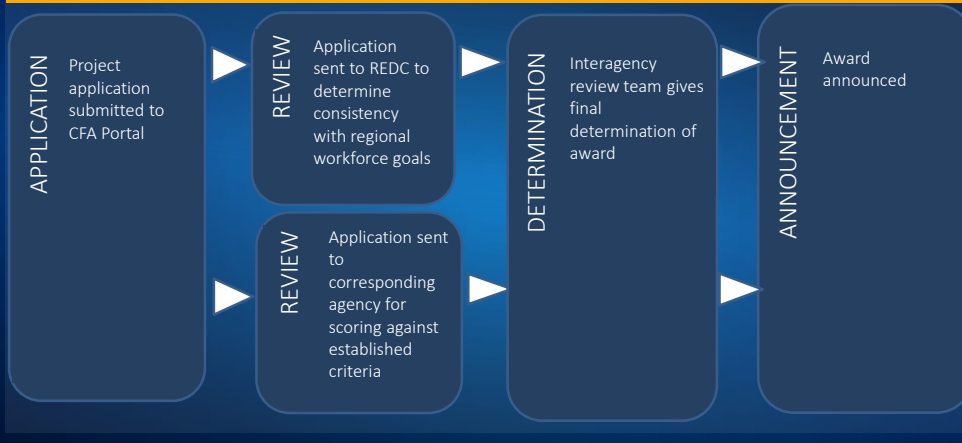 APPLICATION
Project
application
submitted to
CFA Portal
REVIEW
Application
sent to REDC to
determine
consistency
with regional
workforce goals
REVIEW
Application sent
to
corresponding
agency for
scoring against
established
criteria
DETERMINATION
Interagency
review team gives
final
determination of
award
ANNOUNCEMENT
Award
announced